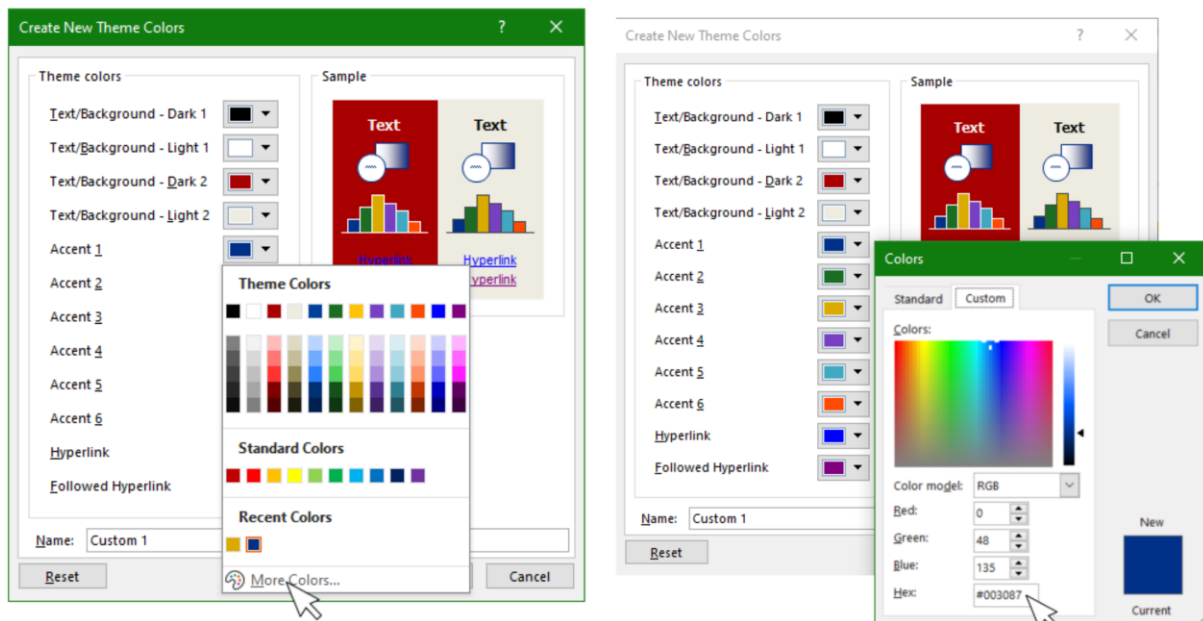 Create New Theme Colors
?
Theme colors
Sample
Text/Background - Dark 1
Text/Background - Light 1
Text/Background - Dark 2
Text/Background - Light 2
Accent 1
Accent 2
Accent 3
Accent 4
Accent 5
Accent 6
Hyperlink
Followed Hyperlink
Text
Text
Hyperlink
Hyperlink
yperlink
Theme Colors
Standard Colors
Recent Colors
More Colors...
Name:
Custom 1
Reset
Cancel
Create New Theme Colors
?
Theme colors
Sample
Text/Background - Dark 1
Text/Background - Light 1
Text/Background - Dark 2
Text/Background - Light 2
Accent 1
Accent 2
Accent 3
Accent 4
Accent 5
Accent 6
Hyperlink
Followed Hyperlink
Text
Text
Name:
Custom 1
Reset
Colors
Standard
Custom
OK
Cancel
Colors:
Color model:
RGB
Red:
0
Green:
48
Blue:
135
Hex:
#003087
New
Current